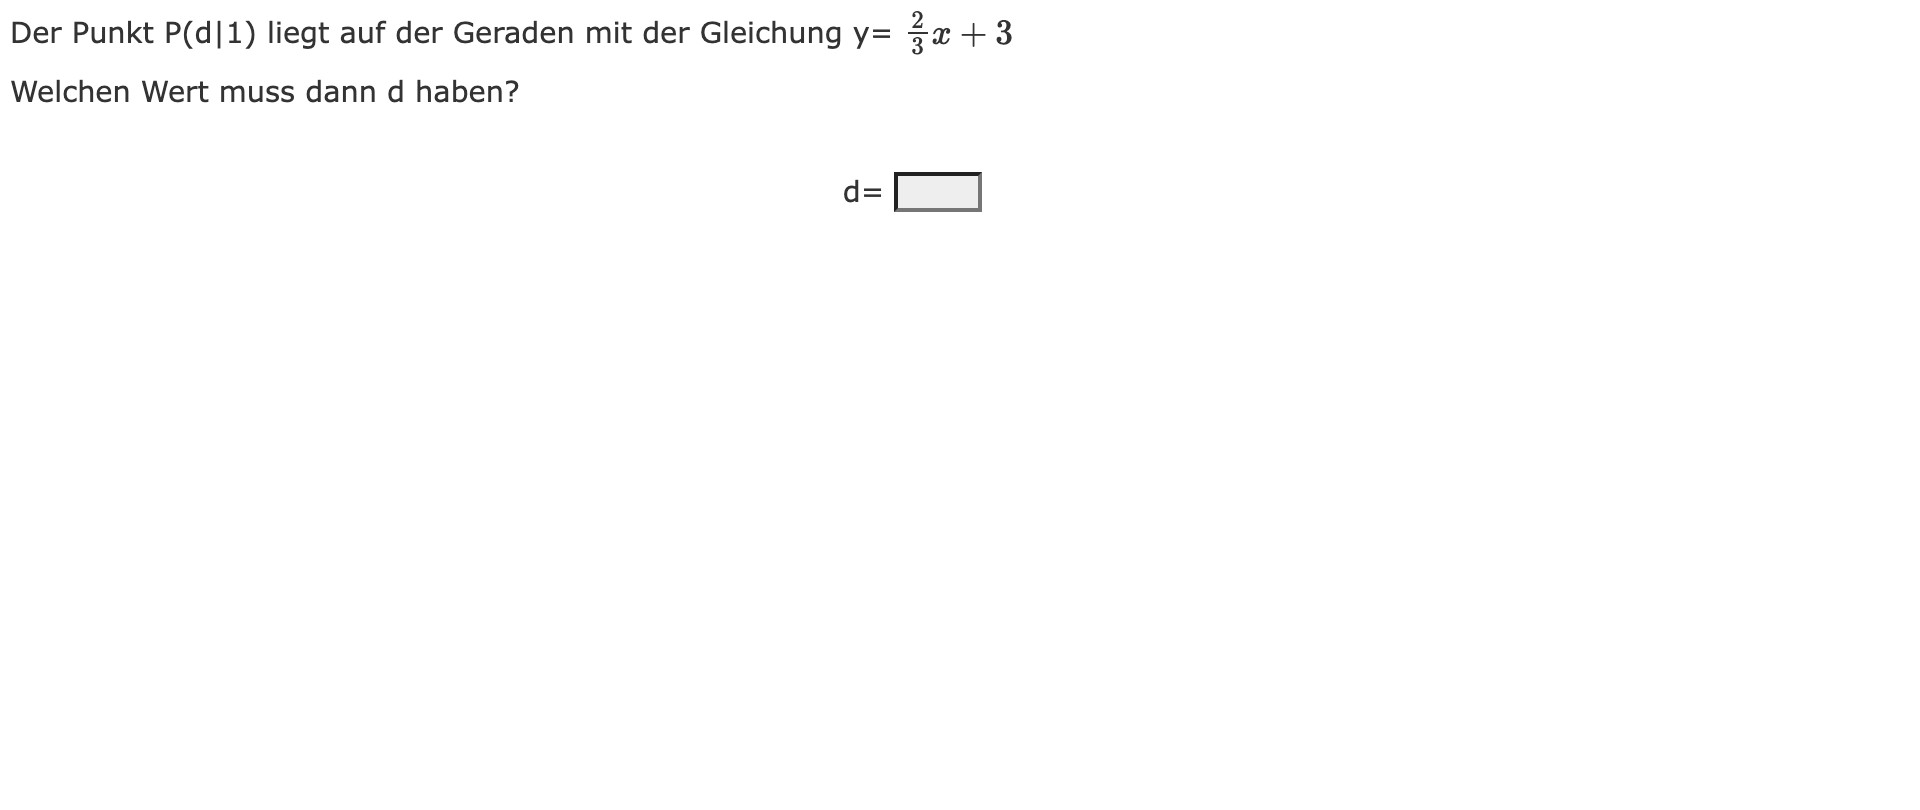 Der Punkt P(d|1) liegt auf der Geraden mit der Gleichung y= \frac{2}{3}x + 3
Welchen Wert muss dann d haben?
d=